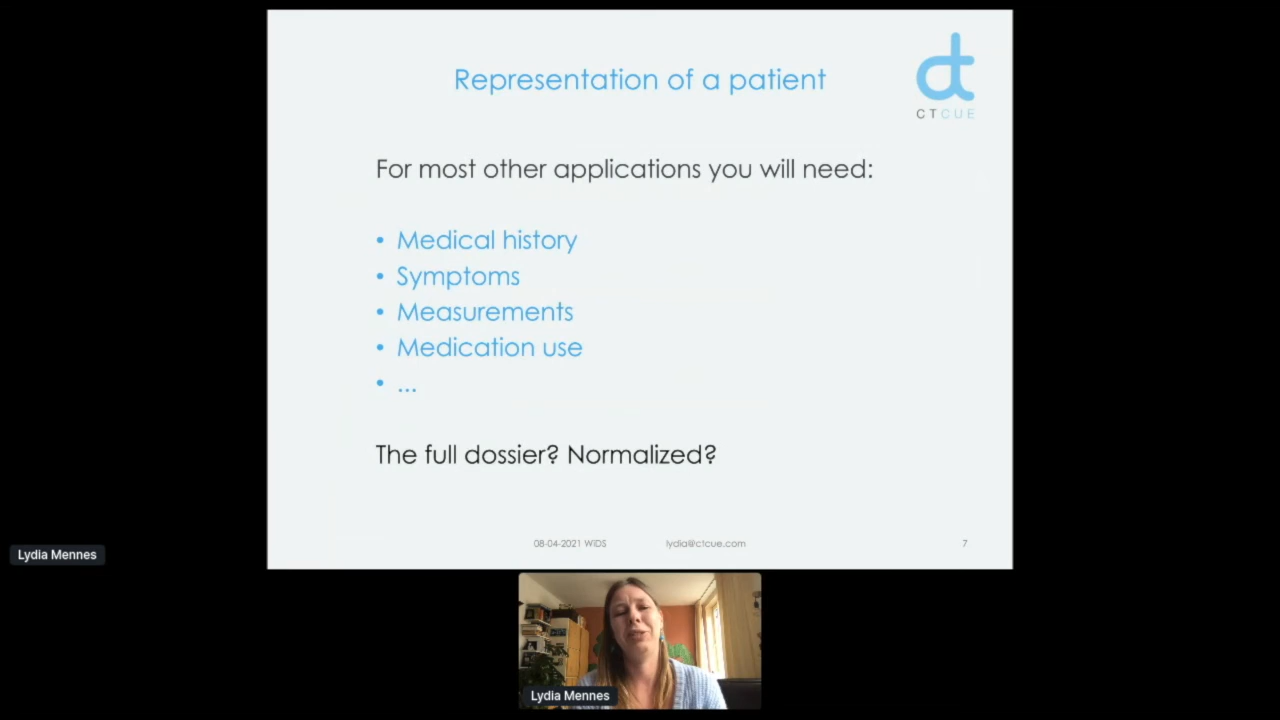 Representation of a patient
CTCUE
For most other applications you will need:
• Medical history
• Symptoms
• Measurements
• Medication use
• ...
The full dossier? Normalized?
08-04-2021 WiDS lydia@ctcue.com 7
Lydia Mennes
Lydia Mennes